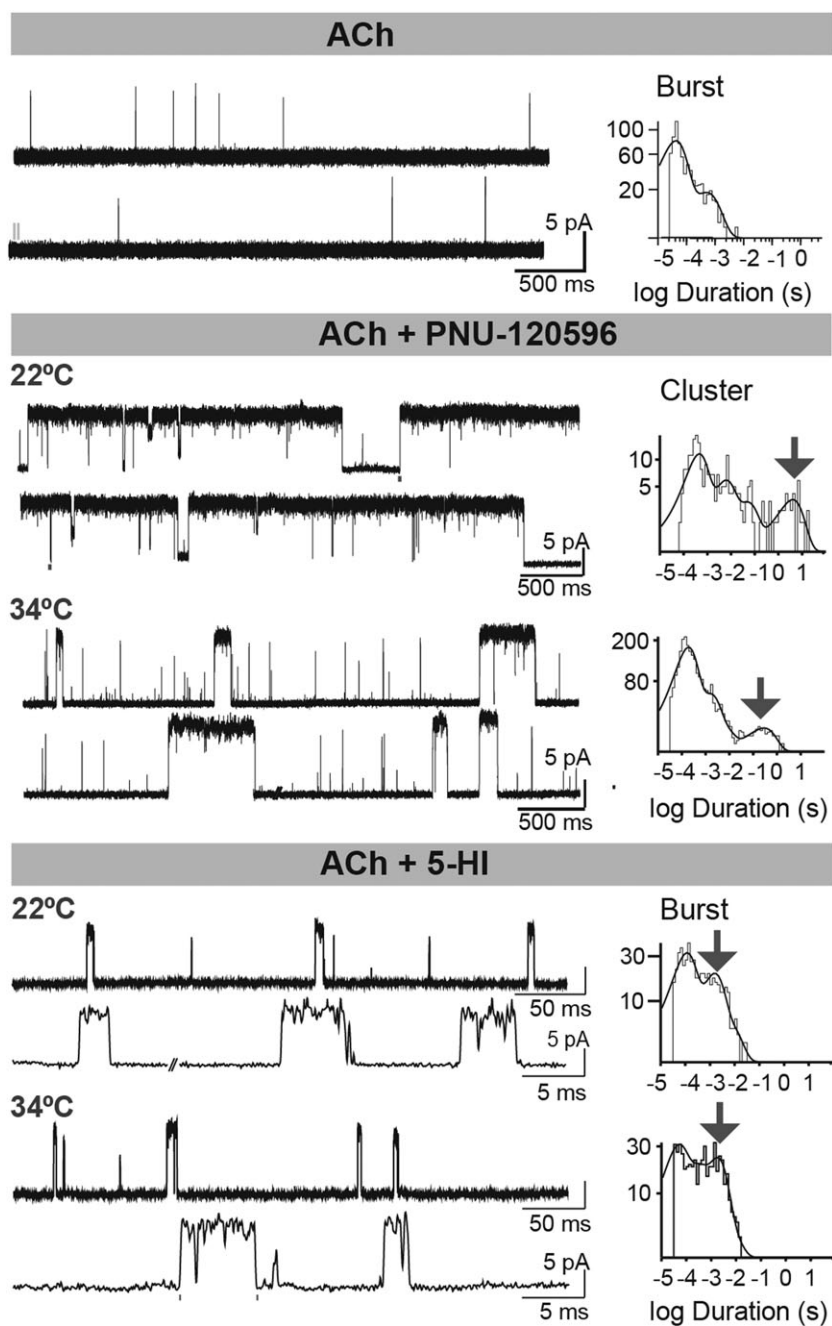 ACh
Burst
100
60
20
5 pA
500 ms
-5 -4 -3 -2 -1 0
log Duration (s)
ACh + PNU-120596
22ºC
Cluster
10
5
5 pA
500 ms
-5 -4 -3 -2 -1 0 1
34ºC
200
80
5 pA
500 ms
-5 -4 -3 -2 -1 0 1
log Duration (s)
ACh + 5-HI
22ºC
Burst
30
10
50 ms
5 pA
5 ms
-5 -4 -3 -2 -1 0 1
34ºC
30
10
50 ms
5 pA
5 ms
-5 -4 -3 -2 -1 0 1
log Duration (s)